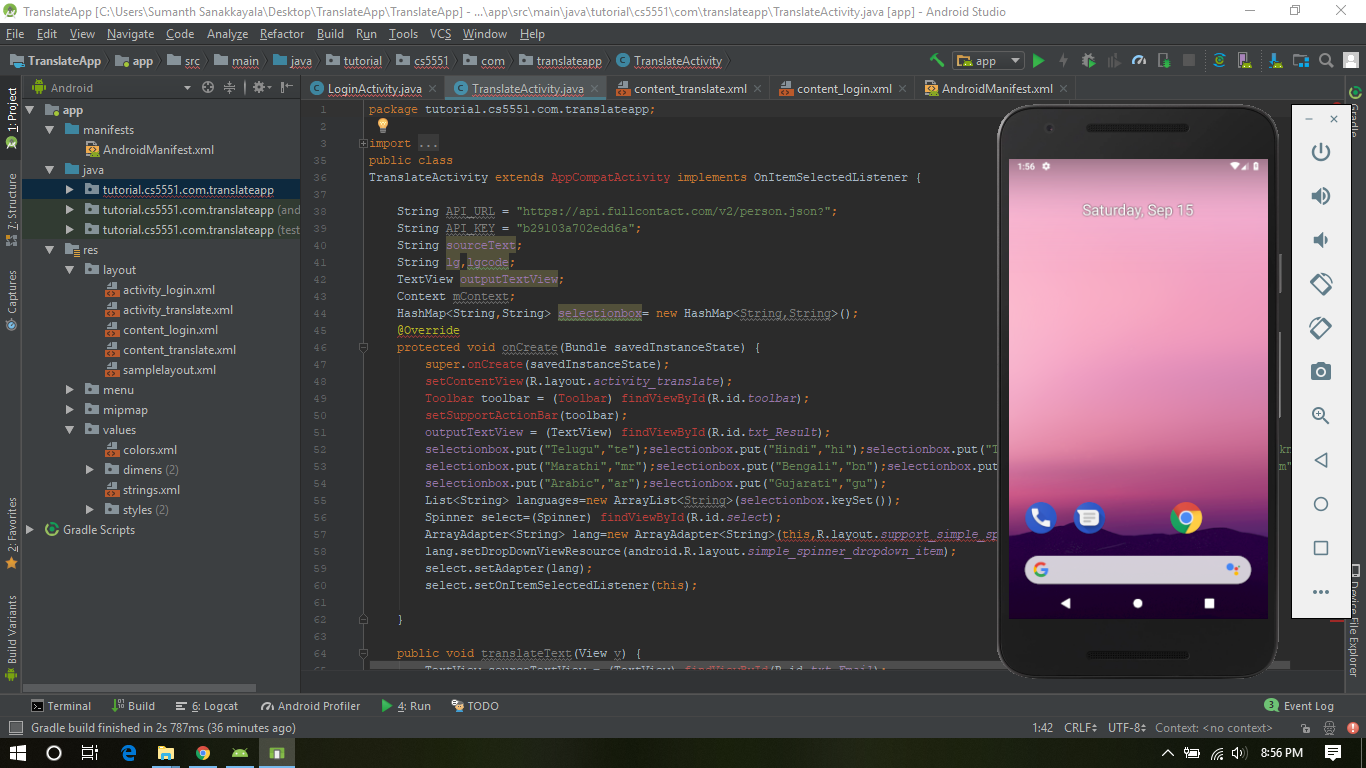 TranslateApp [C:\Users\Sumanth Sanakkayala\Desktop\TranslateApp\TranslateApp] - ...\app\src\main\java\tutorial\cs5551\com\translateapp\TranslateActivity.java [app] - Android Studio
File Edit View Navigate Code Analyze Refactor Build Run Tools VCS Window Help
TranslateApp app src main java tutorial cs5551 com translateapp TranslateActivity app
Android
LoginActivity.java TranslateActivity.java content_translate.xml content_login.xml AndroidManifest.xml
1: Project
7: Structure
Captures
2: Favorites
Build Variants
app
manifests
AndroidManifest.xml
java
tutorial.cs5551.com.translateapp
tutorial.cs5551.com.translateapp (and
tutorial.cs5551.com.translateapp (test
res
layout
activity_login.xml
activity_translate.xml
content_login.xml
content_translate.xml
samplelayout.xml
menu
mipmap
values
colors.xml
dimens (2)
strings.xml
styles (2)
Gradle Scripts
1 package tutorial.cs5551.com.translateapp;
2
3 import ...
35 public class
36 TranslateActivity extends AppCompatActivity implements OnItemSelectedListener {
37
38 String API_URL = "https://api.fullcontact.com/v2/person.json?";
39 String API_KEY = "b29103a702edd6a";
40 String sourceText;
41 String lg,lgcode;
42 TextView outputTextView;
43 Context mContext;
44 HashMap<String,String> selectionbox= new HashMap<String,String>();
45 @Override
46 protected void onCreate(Bundle savedInstanceState) {
47 super.onCreate(savedInstanceState);
48 setContentView(R.layout.activity_translate);
49 Toolbar toolbar = (Toolbar) findViewById(R.id.toolbar);
50 setSupportActionBar(toolbar);
51 outputTextView = (TextView) findViewById(R.id.txt_Result);
52 selectionbox.put("Telugu","te");selectionbox.put("Hindi","hi");selectionbox.put("T
53 selectionbox.put("Marathi","mr");selectionbox.put("Bengali","bn");selectionbox.put
54 selectionbox.put("Arabic","ar");selectionbox.put("Gujarati","gu");
55 List<String> languages=new ArrayList<String>(selectionbox.keySet());
56 Spinner select=(Spinner) findViewById(R.id.select);
57 ArrayAdapter<String> lang=new ArrayAdapter<String>(this,R.layout.support_simple_sp
58 lang.setDropDownViewResource(android.R.layout.simple_spinner_dropdown_item);
59 select.setAdapter(lang);
60 select.setOnItemSelectedListener(this);
61
62 }
63
64 public void translateText(View v) {
65 TextView sourceTextView = (TextView) findViewById(R.id.txt_Email);
1:56
Saturday, Sep 15
Gradle
Device File Explorer
Terminal Build 6: Logcat Android Profiler 4: Run TODO 3 Event Log
Gradle build finished in 2s 787ms (36 minutes ago) 1:42 CRLF UTF-8 Context: <no context>
8:56 PM